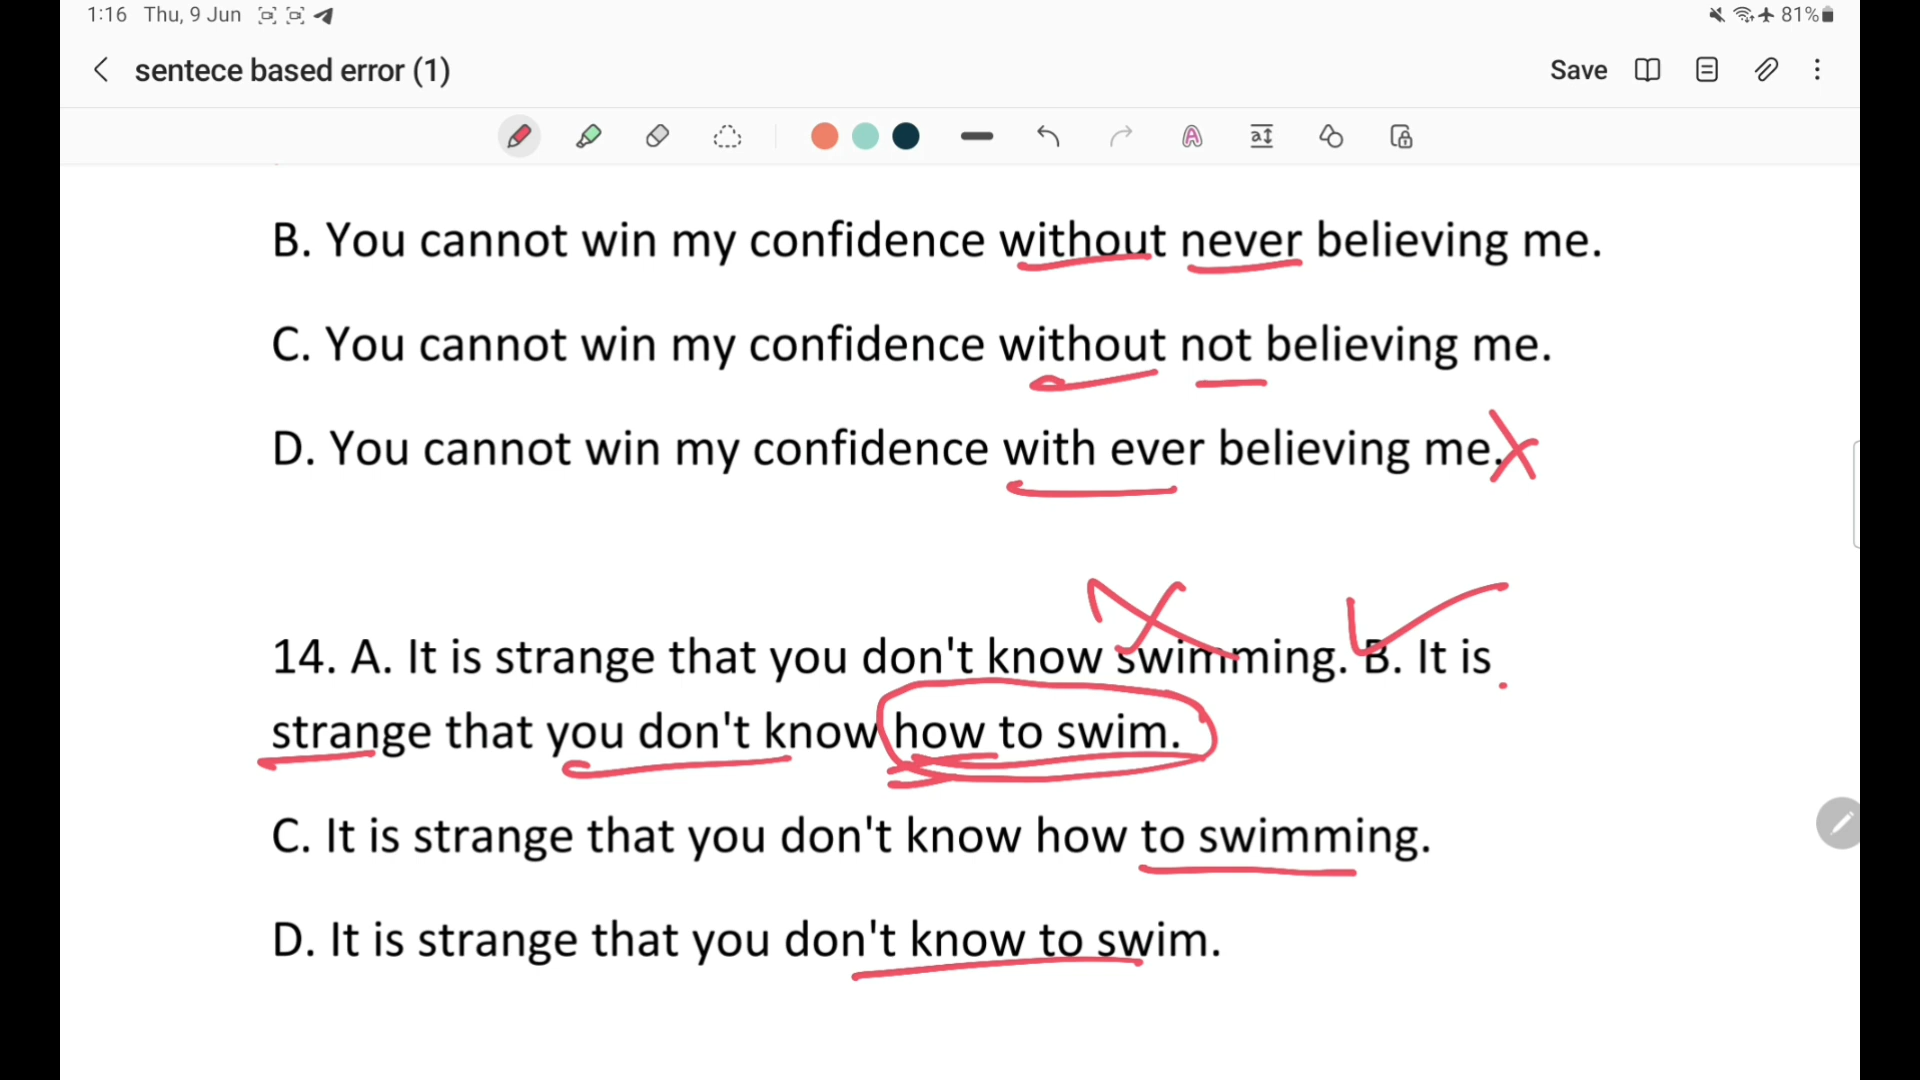 1:16 Thu, 9 Jun 81%
sentece based error (1) Save
B. You cannot win my confidence without never believing me.
C. You cannot win my confidence without not believing me.
D. You cannot win my confidence with ever believing me.
14. A. It is strange that you don't know swimming. B. It is
strange that you don't know how to swim.
C. It is strange that you don't know how to swimming.
D. It is strange that you don't know to swim.